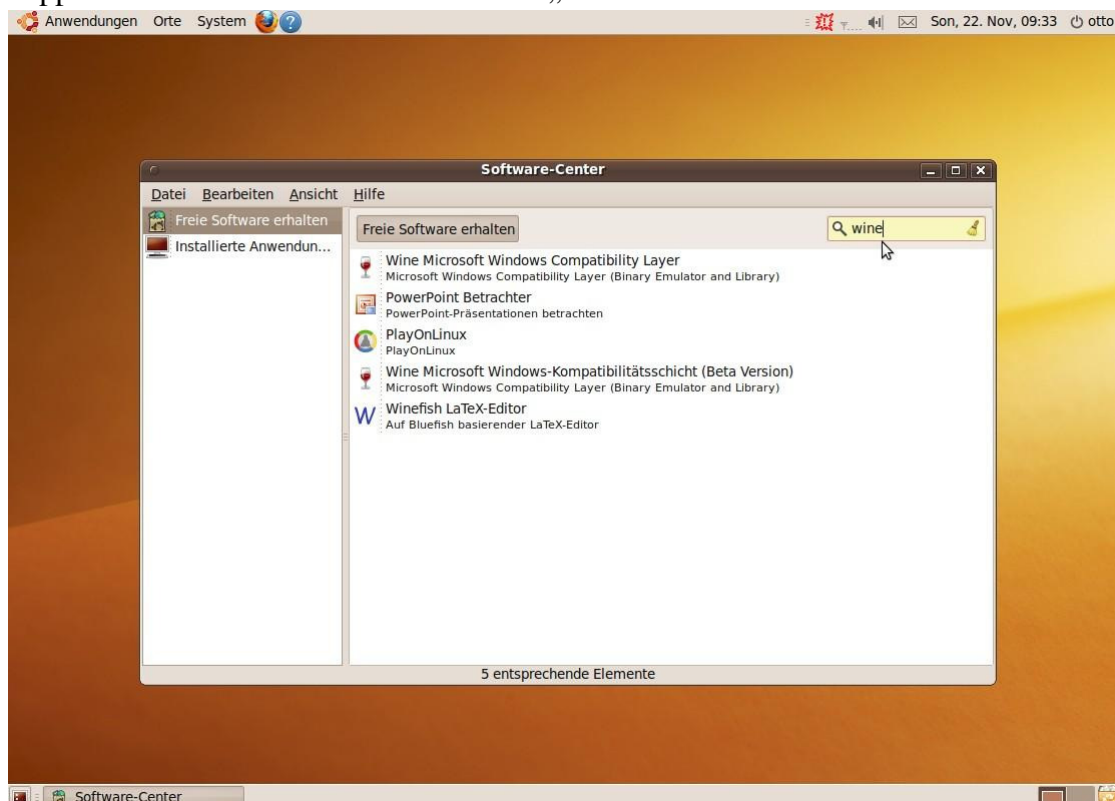 Anwendungen Orte System Son, 22. Nov, 09:33 otto
Software-Center
Datei Bearbeiten Ansicht Hilfe
Freie Software erhalten
Installierte Anwendun...
Freie Software erhalten wine
Wine Microsoft Windows Compatibility Layer
Microsoft Windows Compatibility Layer (Binary Emulator and Library)
PowerPoint Betrachter
PowerPoint-Präsentationen betrachten
PlayOnLinux
PlayOnLinux
Wine Microsoft Windows-Kompatibilitätsschicht (Beta Version)
Microsoft Windows Compatibility Layer (Binary Emulator and Library)
Winefish LaTeX-Editor
Auf Bluefish basierender LaTeX-Editor
5 entsprechende Elemente
Software-Center